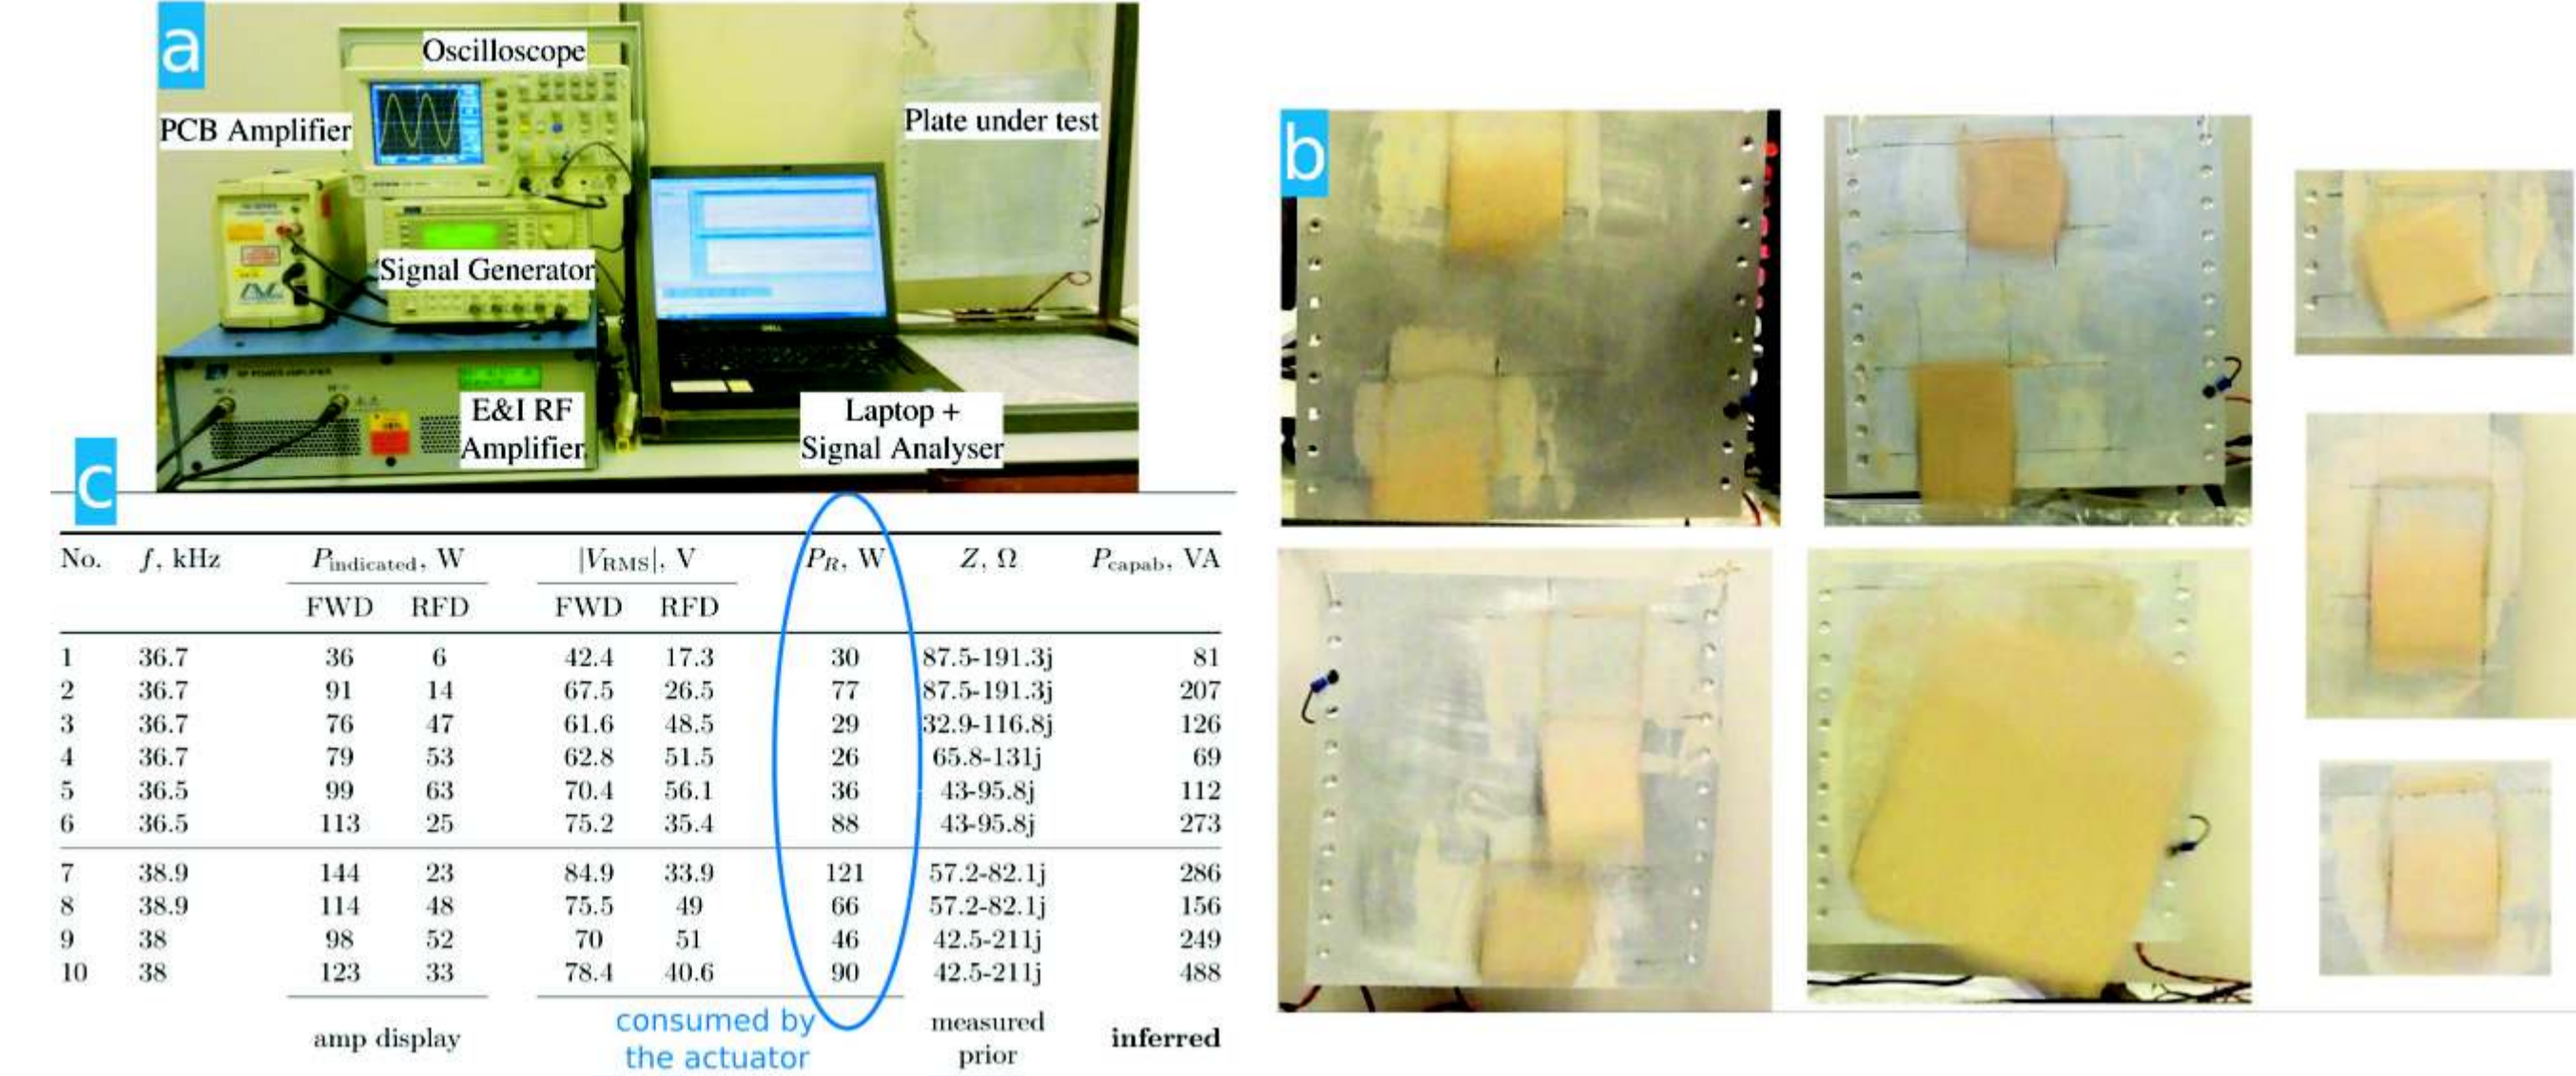 a
Oscilloscope
PCB Amplifier
Plate under test
Signal Generator
E&I RF
Amplifier
Laptop +
Signal Analyser
DELL
b
c
No. f, kHz P_indicated, W |V_RMS|, V P_R, W Z, Ω P_capab, VA
FWD RFD FWD RFD
1 36.7 36 6 42.4 17.3 30 87.5-191.3j 81
2 36.7 91 14 67.5 26.5 77 87.5-191.3j 207
3 36.7 76 47 61.6 48.5 29 32.9-116.8j 126
4 36.7 79 53 62.8 51.5 26 65.8-131j 69
5 36.5 99 63 70.4 56.1 36 43-95.8j 112
6 36.5 113 25 75.2 35.4 88 43-95.8j 273
7 38.9 144 23 84.9 33.9 121 57.2-82.1j 286
8 38.9 114 48 75.5 49 66 57.2-82.1j 156
9 38 98 52 70 51 46 42.5-211j 249
10 38 123 33 78.4 40.6 90 42.5-211j 488
amp display
consumed by
the actuator
measured
prior
inferred